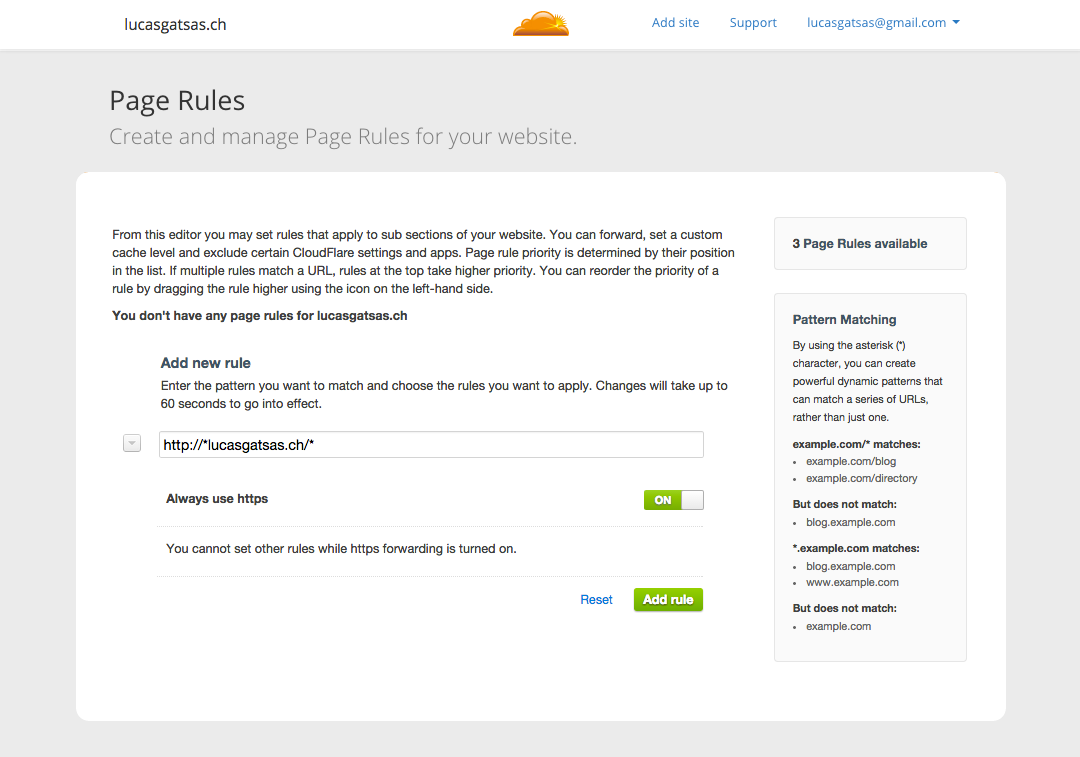 lucasgatsas.ch
Add site
Support
lucasgatsas@gmail.com
Page Rules
Create and manage Page Rules for your website.
From this editor you may set rules that apply to sub sections of your website. You can forward, set a custom
cache level and exclude certain CloudFlare settings and apps. Page rule priority is determined by their position
in the list. If multiple rules match a URL, rules at the top take higher priority. You can reorder the priority of a
rule by dragging the rule higher using the icon on the left-hand side.
You don't have any page rules for lucasgatsas.ch
Add new rule
Enter the pattern you want to match and choose the rules you want to apply. Changes will take up to
60 seconds to go into effect.
http://*lucasgatsas.ch/*
Always use https
ON
You cannot set other rules while https forwarding is turned on.
Reset
Add rule
3 Page Rules available
Pattern Matching
By using the asterisk (*)
character, you can create
powerful dynamic patterns that
can match a series of URLs,
rather than just one.
example.com/* matches:
• example.com/blog
• example.com/directory
But does not match:
• blog.example.com
*.example.com matches:
• blog.example.com
• www.example.com
But does not match:
• example.com